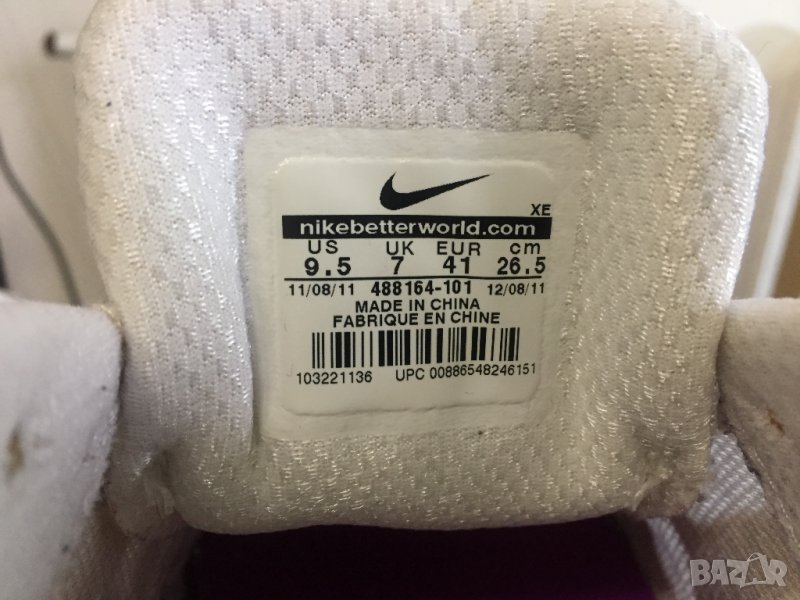 XE
nikebetterworld.com
US UK EUR cm
9.5 7 41 26.5
11/08/11 488164-101 12/08/11
MADE IN CHINA
FABRIQUE EN CHINE
103221136 UPC 00886548246151
BAZAR